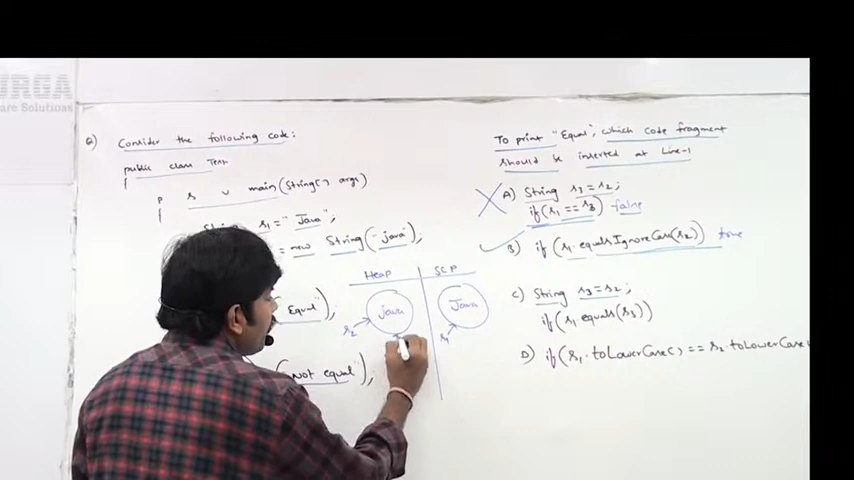 IRGA
are Solutions
Q) Consider the following code:
public class Test
{
p s v main(String[] args)
{
s1 = "Java";
= new String("java");
"Equal");
("Not equal");
Heap
SCP
java
Java
s2
s1
To print "Equal", which code fragment
should be inserted at Line-1
A) String s3 = s2;
if(s1 == s3) false
B) if (s1.equalsIgnoreCase(s2)) true
C) String s3 = s2;
if(s1.equals(s3))
D) if(s1.toLowerCase() == s2.toLowerCase